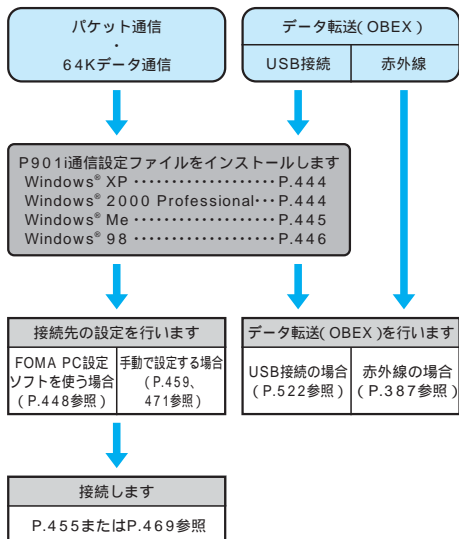 パケット通信
・
64Kデータ通信
データ転送(OBEX)
USB接続
赤外線
P901i通信設定ファイルをインストールします
Windows® XP ・・・・・・・・・・・・・・・・・・P.444
Windows® 2000 Professional・・・P.444
Windows® Me ・・・・・・・・・・・・・・・・・・P.445
Windows® 98 ・・・・・・・・・・・・・・・・・・P.446
接続先の設定を行います
FOMA PC設定
ソフトを使う場合
(P.448参照)
手動で設定する場合
(P.459、
471参照)
データ転送(OBEX)を行います
USB接続の場合
(P.522参照)
赤外線の場合
(P.387参照)
接続します
P.455またはP.469参照